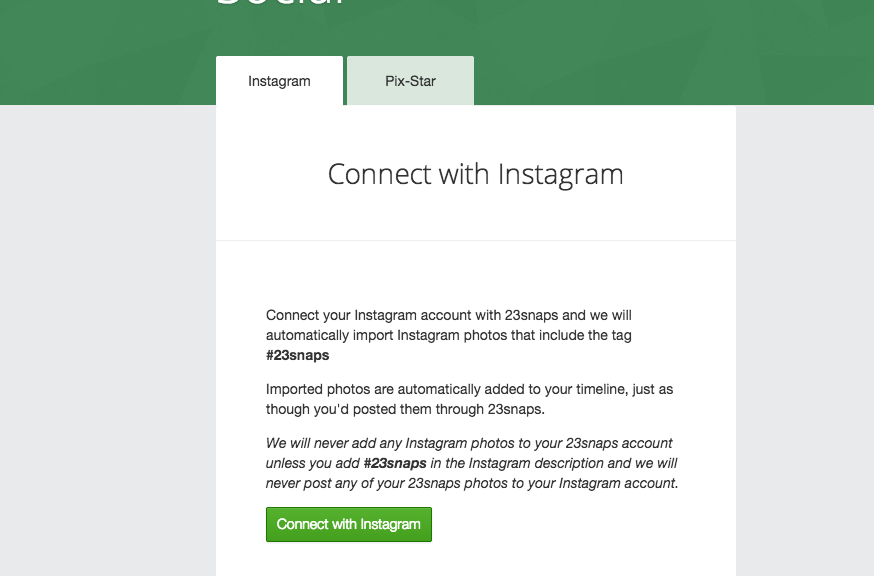 Social
Instagram
Pix-Star
Connect with Instagram
Connect your Instagram account with 23snaps and we will
automatically import Instagram photos that include the tag
#23snaps
Imported photos are automatically added to your timeline, just as
though you'd posted them through 23snaps.
We will never add any Instagram photos to your 23snaps account
unless you add #23snaps in the Instagram description and we will
never post any of your 23snaps photos to your Instagram account.
Connect with Instagram